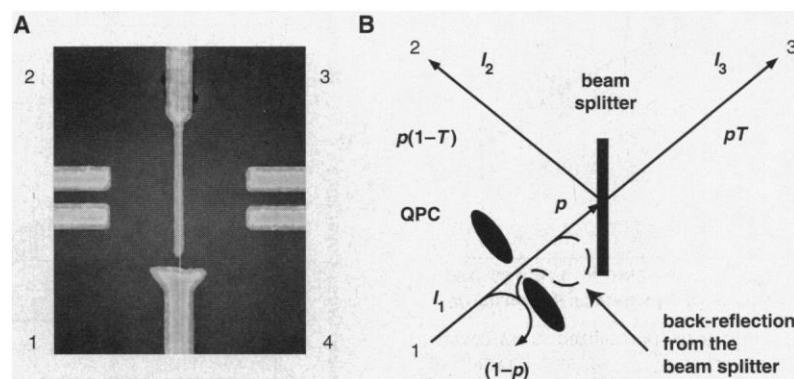 A
2
3
1
4
B
2
I2
I3
3
beam
splitter
p(1–T)
pT
QPC
p
I1
1
(1–p)
back-reflection
from the
beam splitter